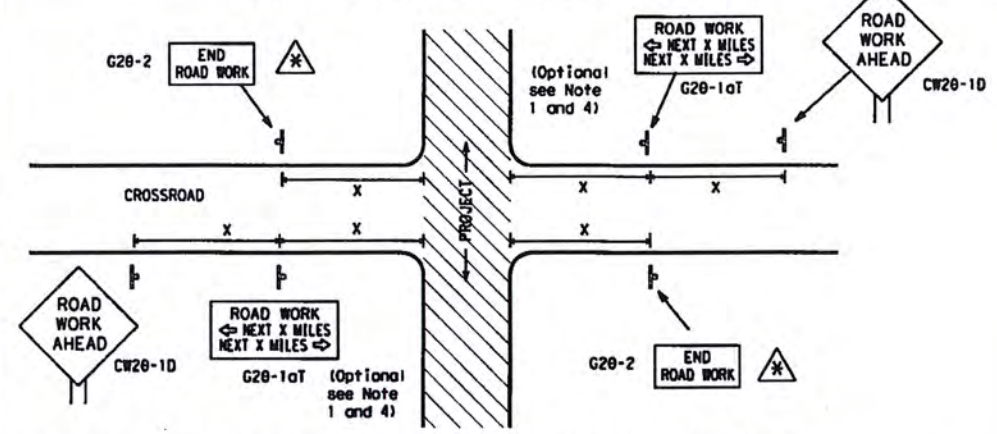 G20-2
END
ROAD WORK
*
(Optional
see Note
1 and 4)
ROAD WORK
⇦ NEXT X MILES
NEXT X MILES ⇨
G20-1aT
ROAD
WORK
AHEAD
CW20-1D
X
X
X
CROSSROAD
PROJECT
X
X
X
ROAD
WORK
AHEAD
CW20-1D
ROAD WORK
⇦ NEXT X MILES
NEXT X MILES ⇨
G20-1aT
(Optional
see Note
1 and 4)
G20-2
END
ROAD WORK
*